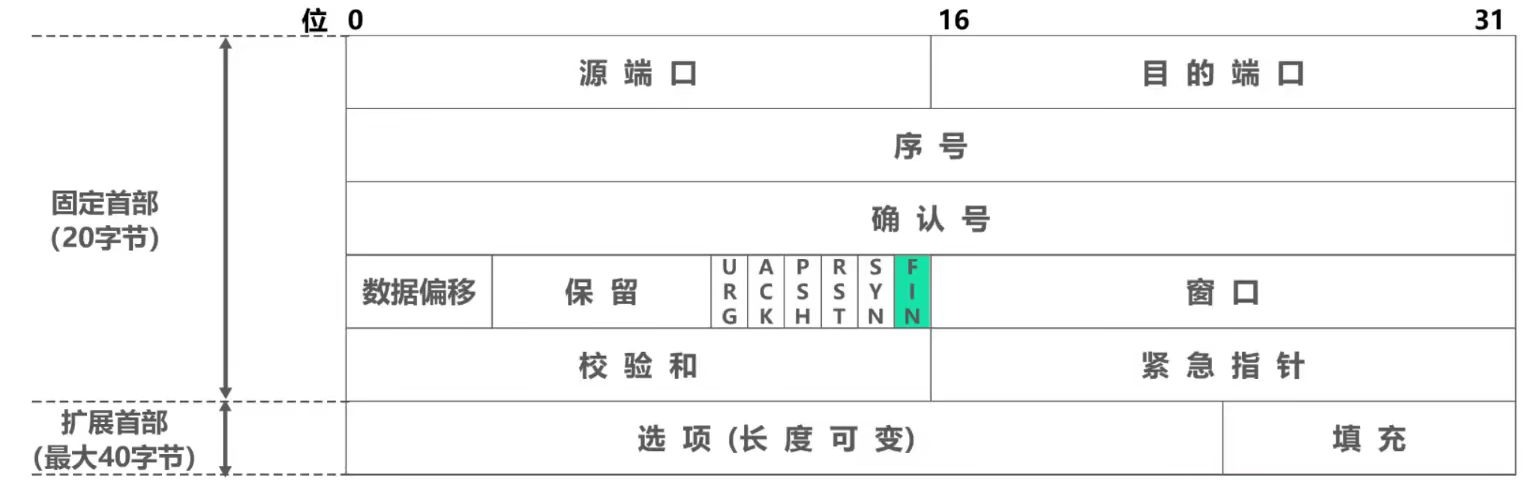 位 0 16 31
源 端 口 目 的 端 口
序 号
固定首部
(20字节)
确 认 号
数据偏移 保 留 URG ACK PSH RST SYN FIN 窗 口
校 验 和 紧 急 指 针
扩展首部
(最大40字节)
选 项 (长 度 可 变) 填 充